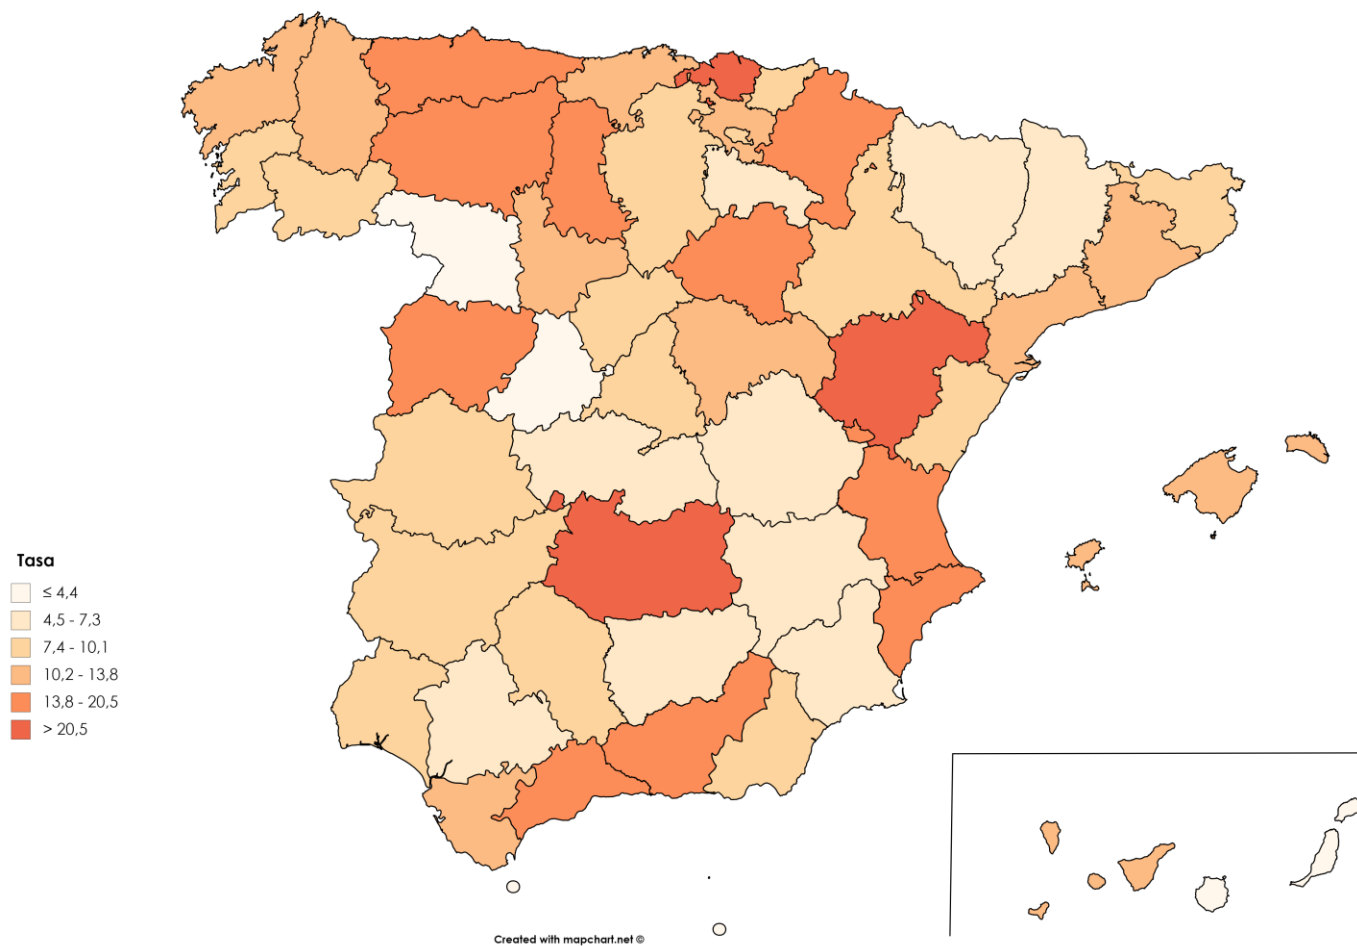 Tasa
≤ 4,4
4,5 - 7,3
7,4 - 10,1
10,2 - 13,8
13,8 - 20,5
> 20,5
Created with mapchart.net ©